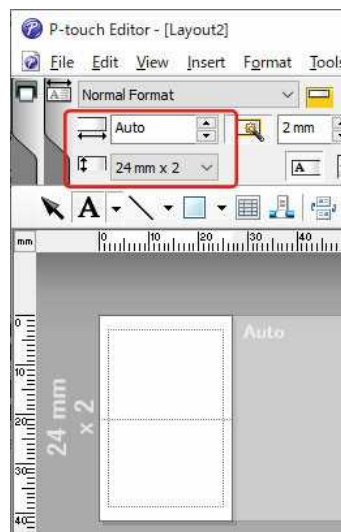 P-touch Editor - [Layout2]
File Edit View Insert Format Tools
Normal Format
Auto
2 mm
24 mm x 2
A
A
mm
0 10 20 30 40
Auto
0
10
20
30
40
24 mm
x 2